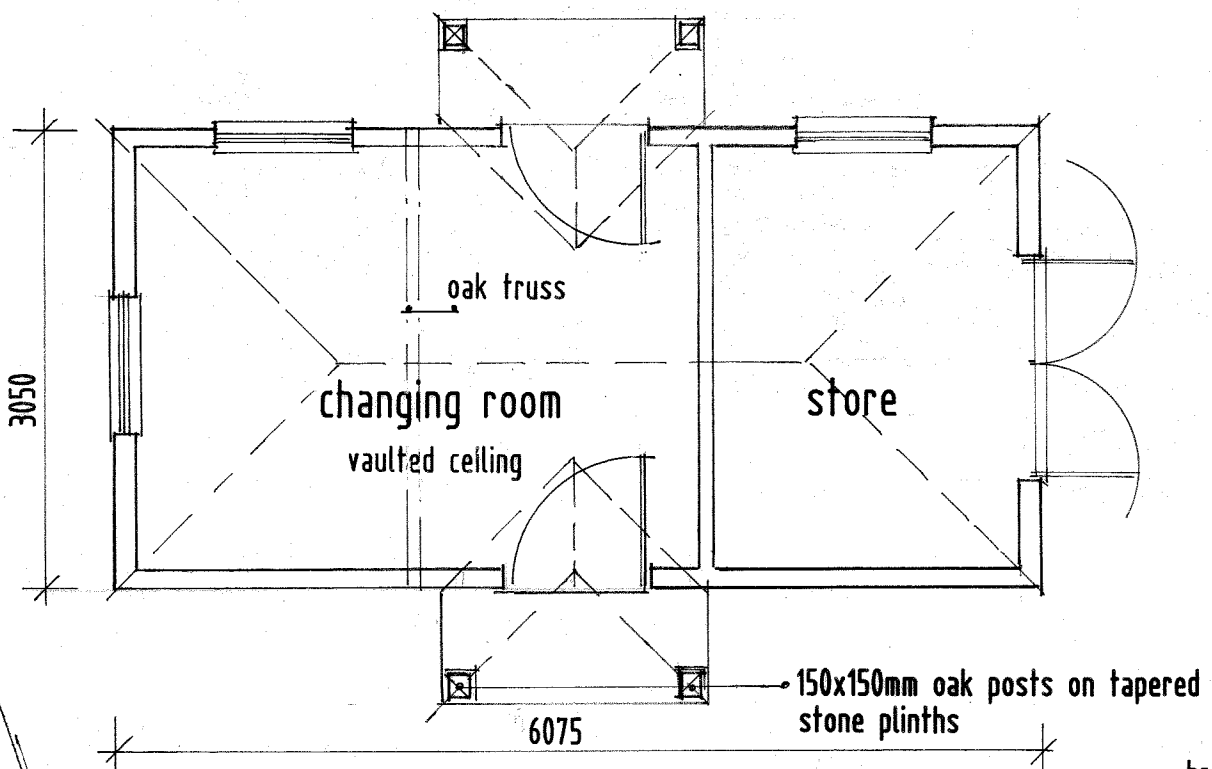 oak truss
3050
changing room
store
vaulted ceiling
150x150mm oak posts on tapered
stone plinths
6075